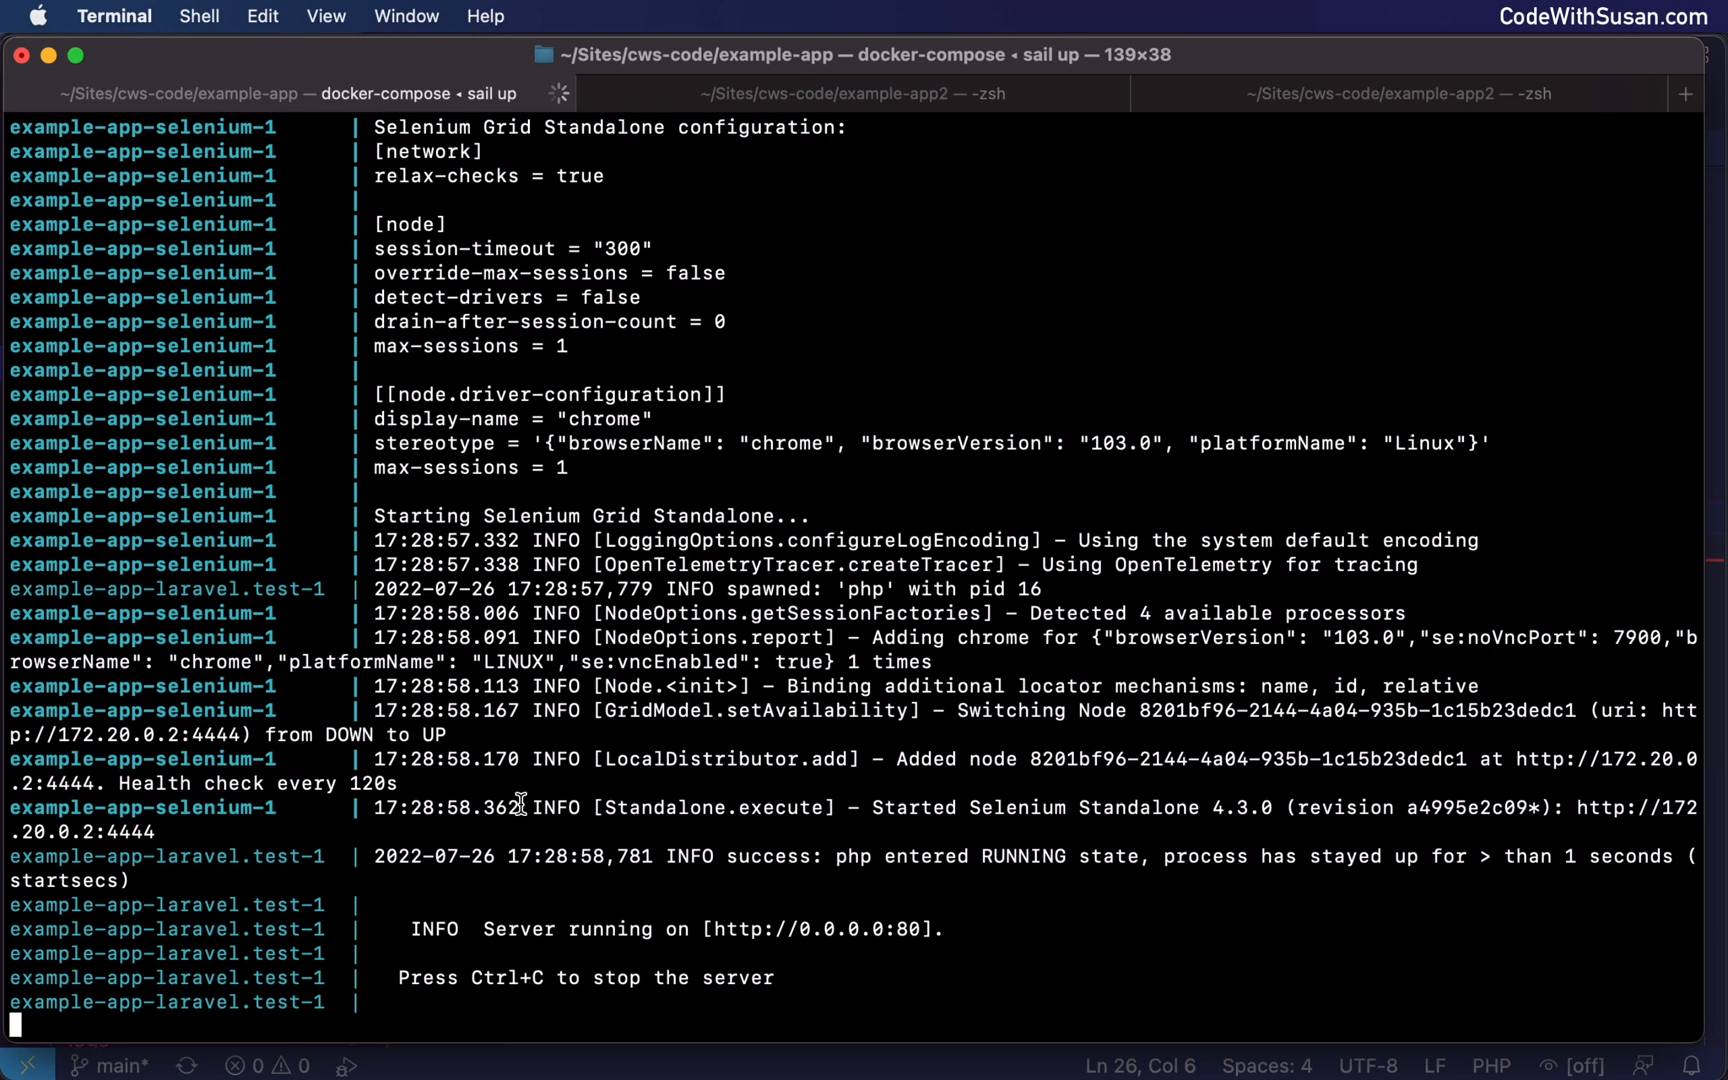 Terminal Shell Edit View Window Help CodeWithSusan.com
~/Sites/cws-code/example-app — docker-compose ◂ sail up — 139×38
~/Sites/cws-code/example-app — docker-compose ◂ sail up ~/Sites/cws-code/example-app2 — -zsh ~/Sites/cws-code/example-app2 — -zsh +
example-app-selenium-1 | Selenium Grid Standalone configuration:
example-app-selenium-1 | [network]
example-app-selenium-1 | relax-checks = true
example-app-selenium-1 |
example-app-selenium-1 | [node]
example-app-selenium-1 | session-timeout = "300"
example-app-selenium-1 | override-max-sessions = false
example-app-selenium-1 | detect-drivers = false
example-app-selenium-1 | drain-after-session-count = 0
example-app-selenium-1 | max-sessions = 1
example-app-selenium-1 |
example-app-selenium-1 | [[node.driver-configuration]]
example-app-selenium-1 | display-name = "chrome"
example-app-selenium-1 | stereotype = '{"browserName": "chrome", "browserVersion": "103.0", "platformName": "Linux"}'
example-app-selenium-1 | max-sessions = 1
example-app-selenium-1 |
example-app-selenium-1 | Starting Selenium Grid Standalone...
example-app-selenium-1 | 17:28:57.332 INFO [LoggingOptions.configureLogEncoding] - Using the system default encoding
example-app-selenium-1 | 17:28:57.338 INFO [OpenTelemetryTracer.createTracer] - Using OpenTelemetry for tracing
example-app-laravel.test-1 | 2022-07-26 17:28:57,779 INFO spawned: 'php' with pid 16
example-app-selenium-1 | 17:28:58.006 INFO [NodeOptions.getSessionFactories] - Detected 4 available processors
example-app-selenium-1 | 17:28:58.091 INFO [NodeOptions.report] - Adding chrome for {"browserVersion": "103.0","se:noVncPort": 7900,"b
rowserName": "chrome","platformName": "LINUX","se:vncEnabled": true} 1 times
example-app-selenium-1 | 17:28:58.113 INFO [Node.<init>] - Binding additional locator mechanisms: name, id, relative
example-app-selenium-1 | 17:28:58.167 INFO [GridModel.setAvailability] - Switching Node 8201bf96-2144-4a04-935b-1c15b23dedc1 (uri: htt
p://172.20.0.2:4444) from DOWN to UP
example-app-selenium-1 | 17:28:58.170 INFO [LocalDistributor.add] - Added node 8201bf96-2144-4a04-935b-1c15b23dedc1 at http://172.20.0
.2:4444. Health check every 120s
example-app-selenium-1 | 17:28:58.362 INFO [Standalone.execute] - Started Selenium Standalone 4.3.0 (revision a4995e2c09*): http://172
.20.0.2:4444
example-app-laravel.test-1 | 2022-07-26 17:28:58,781 INFO success: php entered RUNNING state, process has stayed up for > than 1 seconds (
startsecs)
example-app-laravel.test-1 |
example-app-laravel.test-1 | INFO Server running on [http://0.0.0.0:80].
example-app-laravel.test-1 |
example-app-laravel.test-1 | Press Ctrl+C to stop the server
example-app-laravel.test-1 |
main* 0 0 Ln 26, Col 6 Spaces: 4 UTF-8 LF PHP [off]